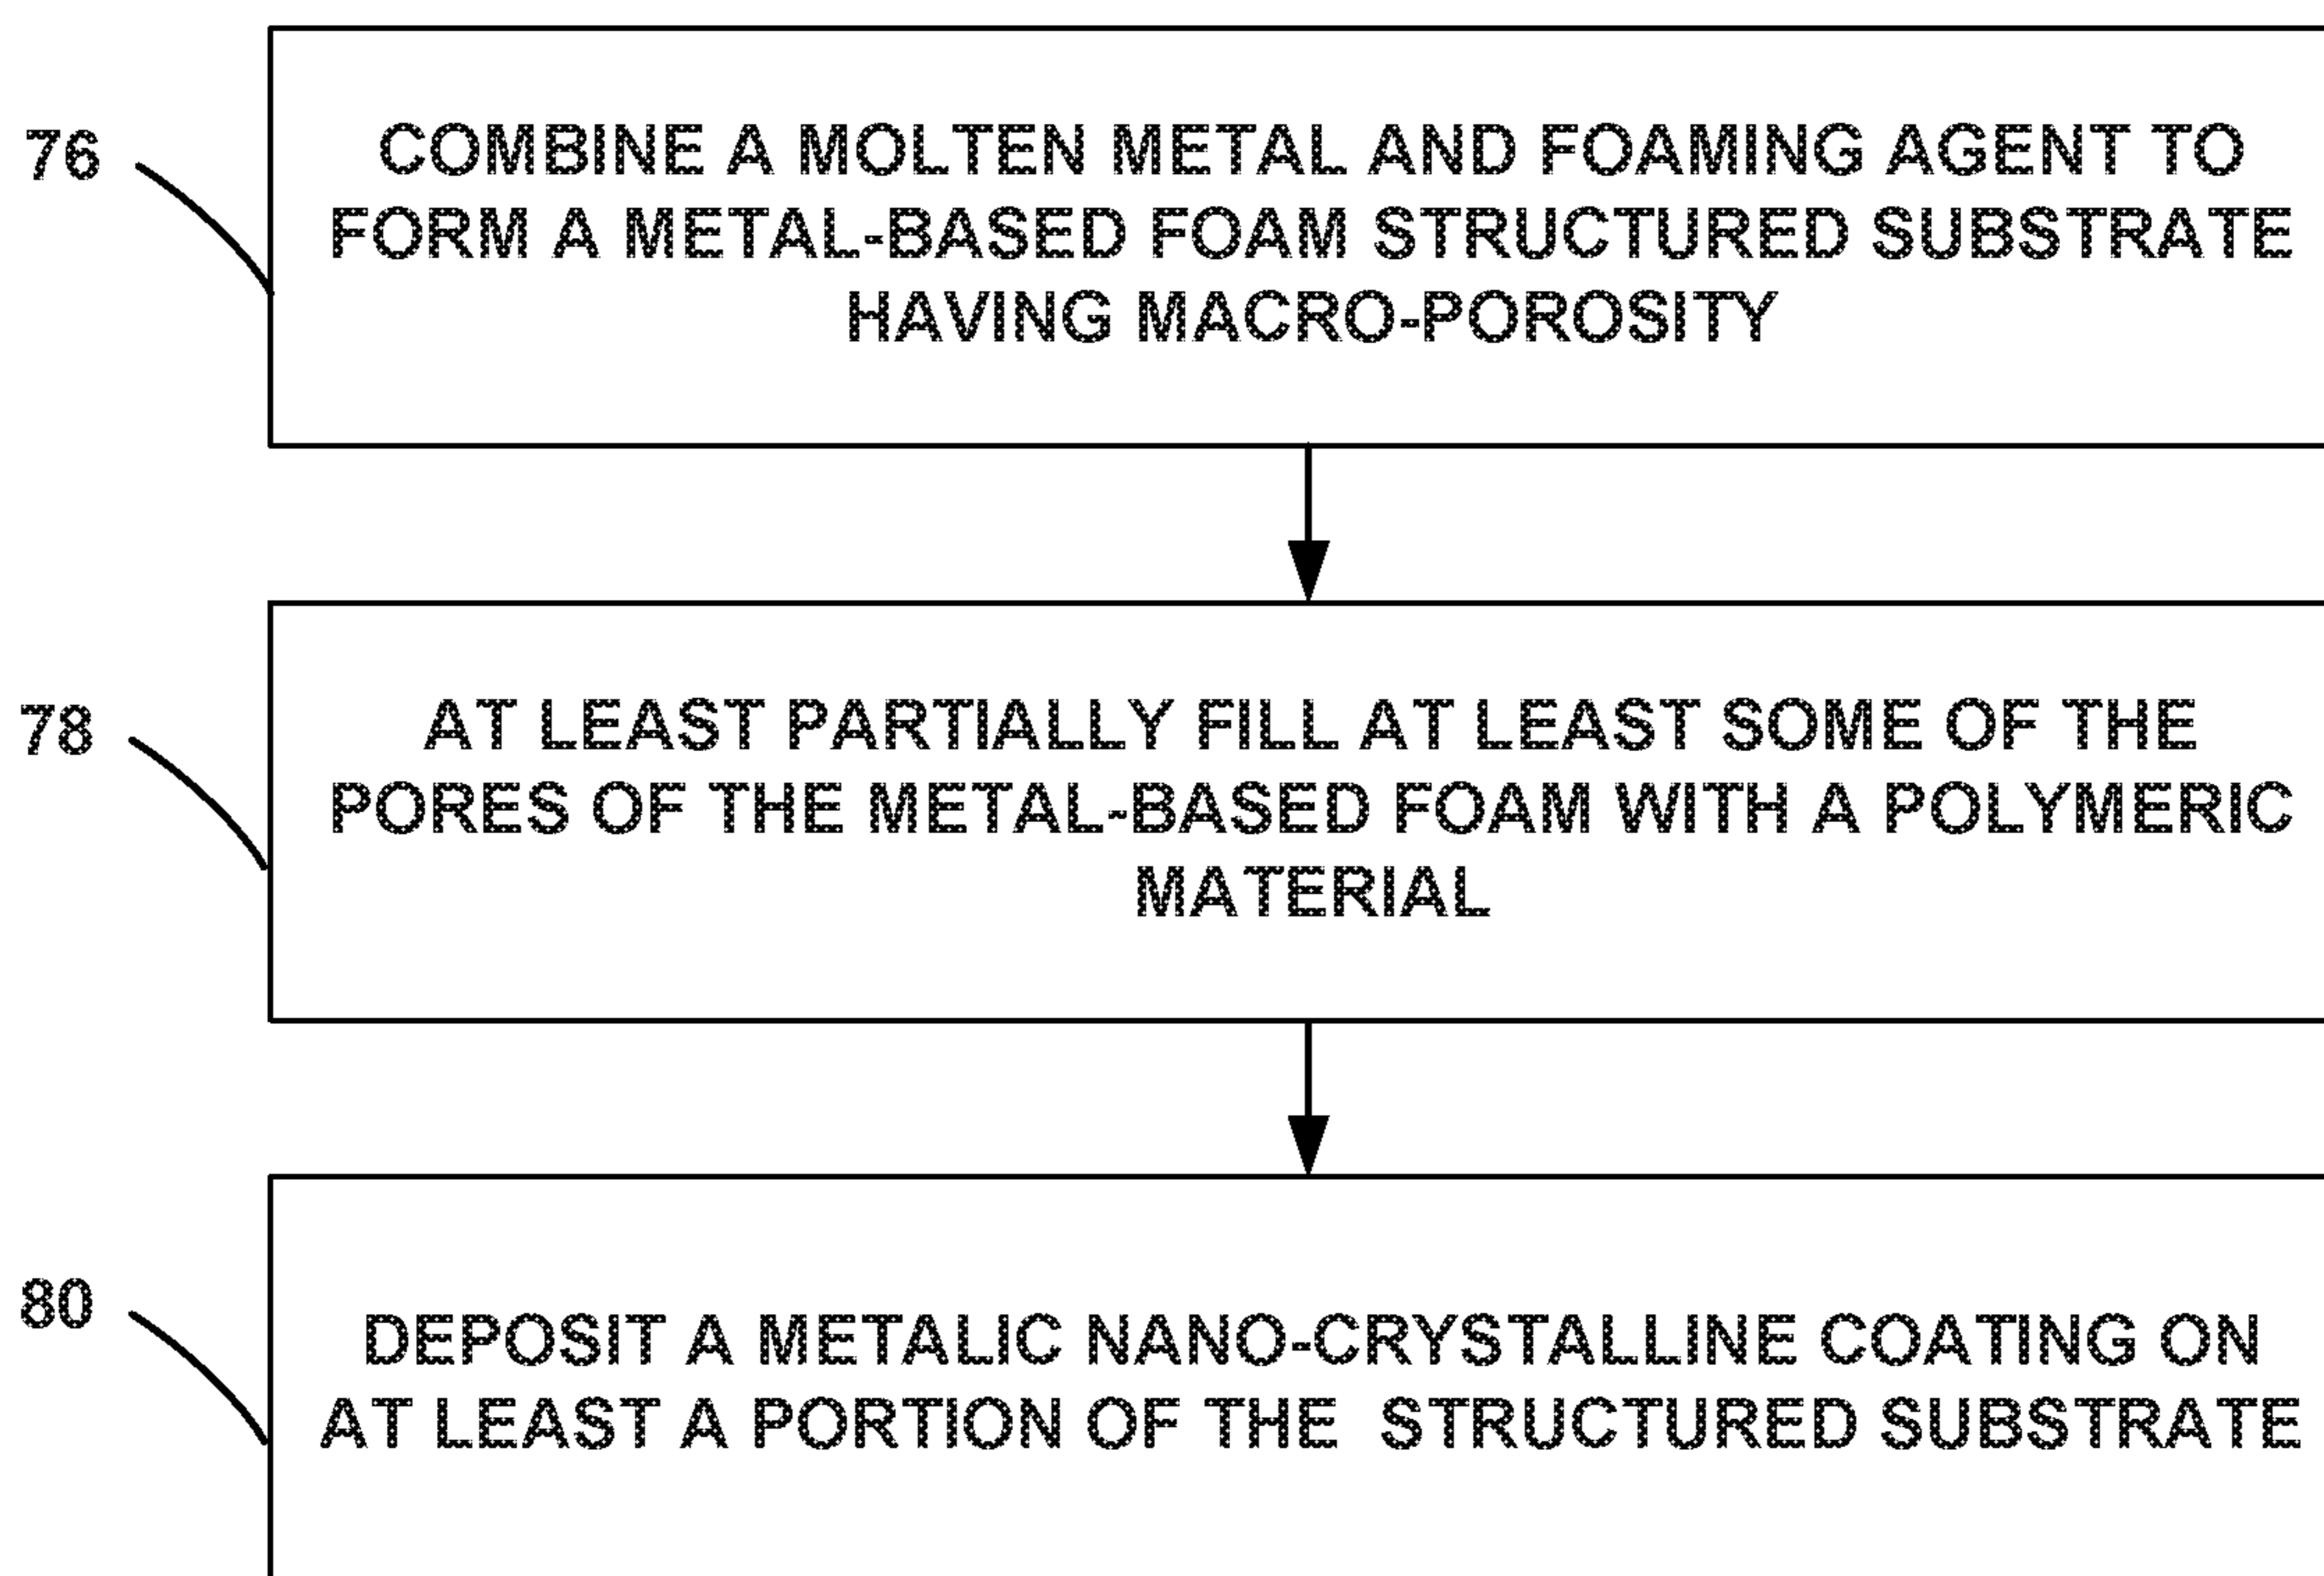 76
COMBINE A MOLTEN METAL AND FOAMING AGENT TO
FORM A METAL-BASED FOAM STRUCTURED SUBSTRATE
HAVING MACRO-POROSITY
78
AT LEAST PARTIALLY FILL AT LEAST SOME OF THE
PORES OF THE METAL-BASED FOAM WITH A POLYMERIC
MATERIAL
80
DEPOSIT A METALIC NANO-CRYSTALLINE COATING ON
AT LEAST A PORTION OF THE STRUCTURED SUBSTRATE